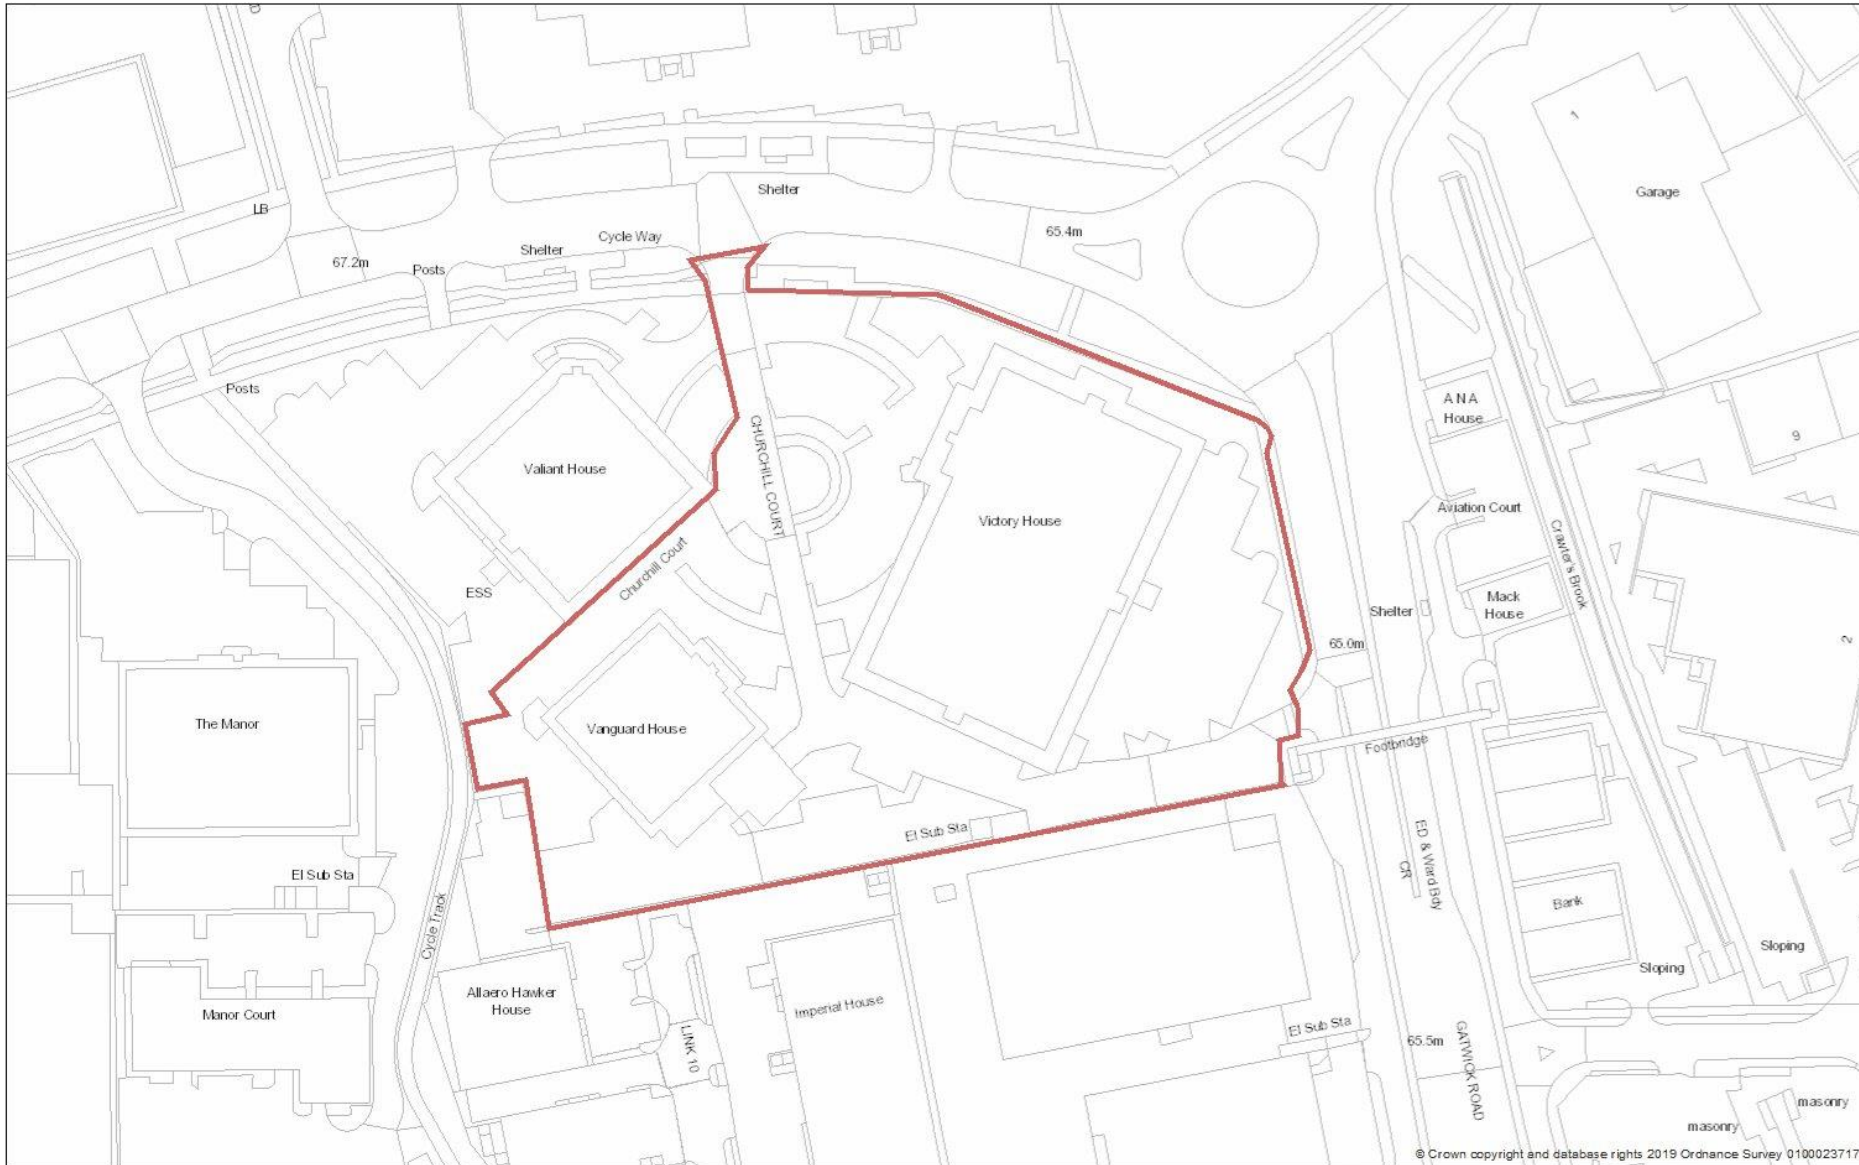 D
1
Shelter
Garage
LB
Cycle Way
65.4m
Shelter
67.2m
Posts
Posts
A N A
House
9
CHURCHILL COURT
Valiant House
Aviation Court
Victory House
Churchill Court
Crawter's Brook
ESS
Mack
House
Shelter
2
65.0m
The Manor
Vanguard House
Footbridge
El Sub Sta
ED & Ward Bdy
CR
El Sub Sta
Bank
Cycle Track
Sloping
Sloping
Allaero Hawker
House
Imperial House
Manor Court
El Sub Sta
LINK 10
65.5m
GATWICK ROAD
masonry
masonry
© Crown copyright and database rights 2019 Ordnance Survey 0100023717